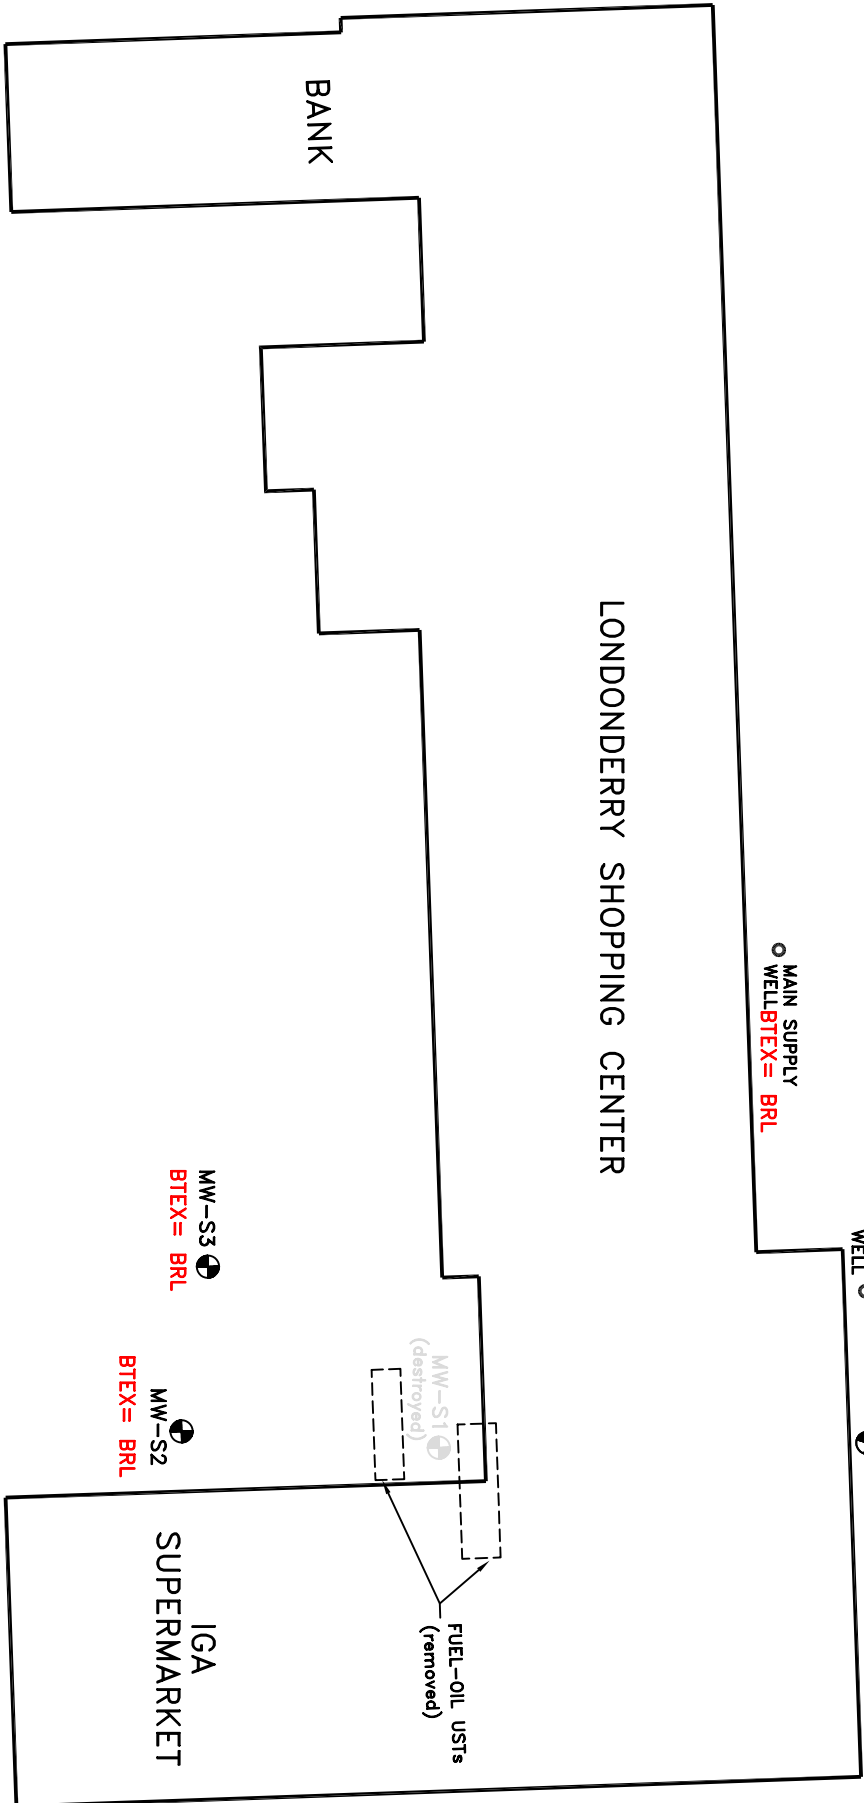 BANK
LONDONDERRY SHOPPING CENTER
MAIN SUPPLY
WELL
BTEX= BRL
WELL
MW-S3
BTEX= BRL
MW-S1
(destroyed)
MW-S2
BTEX= BRL
IGA
SUPERMARKET
FUEL-OIL USTs
(removed)